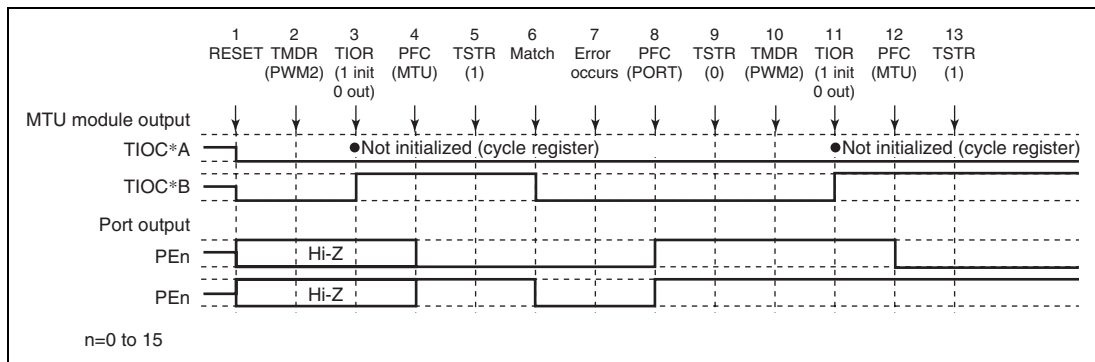 1 2 3 4 5 6 7 8 9 10 11 12 13
RESET TMDR TIOR PFC TSTR Match Error PFC TSTR TMDR TIOR PFC TSTR
(PWM2) (1 init (MTU) (1) occurs (PORT) (0) (PWM2) (1 init (MTU) (1)
0 out) 0 out)
MTU module output
TIOC*A ●Not initialized (cycle register) ●Not initialized (cycle register)
TIOC*B
Port output
PEn Hi-Z
PEn Hi-Z
n=0 to 15